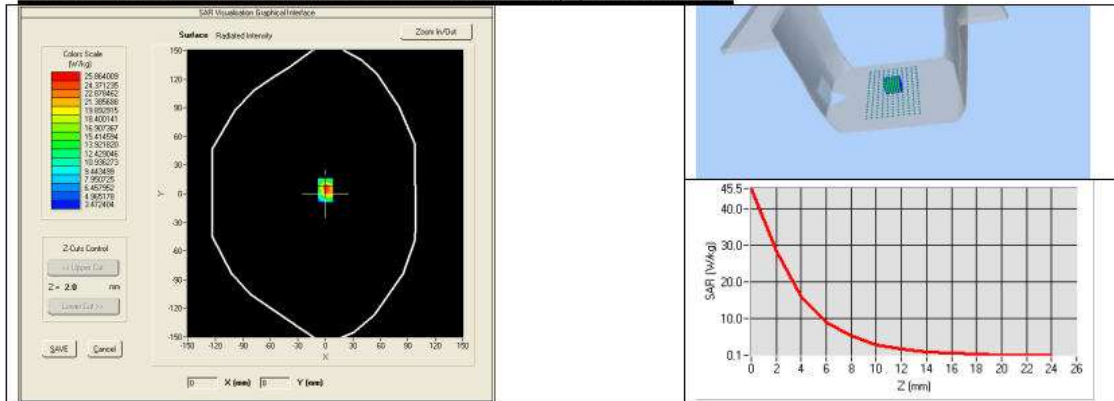 SAR Visualisation Graphical Interface
Surface Radiated Intensity
Zoom In/Out
Colors Scale
(W/kg)
25.864009
24.371235
22.878462
21.385688
19.892915
18.400141
16.907367
15.414594
13.921820
12.429046
10.936273
9.443499
7.950725
6.457952
4.965178
3.472404
Z-Cuts Control
<< Upper Cut
Z = 2.0 mm
Lower Cut >>
SAVE Cancel
150
120
90
60
30
0
-30
-60
-90
-120
-150
Y
-150 -120 -90 -60 -30 0 30 60 90 120 150
X
0 X (mm) 0 Y (mm)
45.5
40.0
30.0
20.0
10.0
0.1
SAR (W/kg)
0 2 4 6 8 10 12 14 16 18 20 22 24 26
Z (mm)